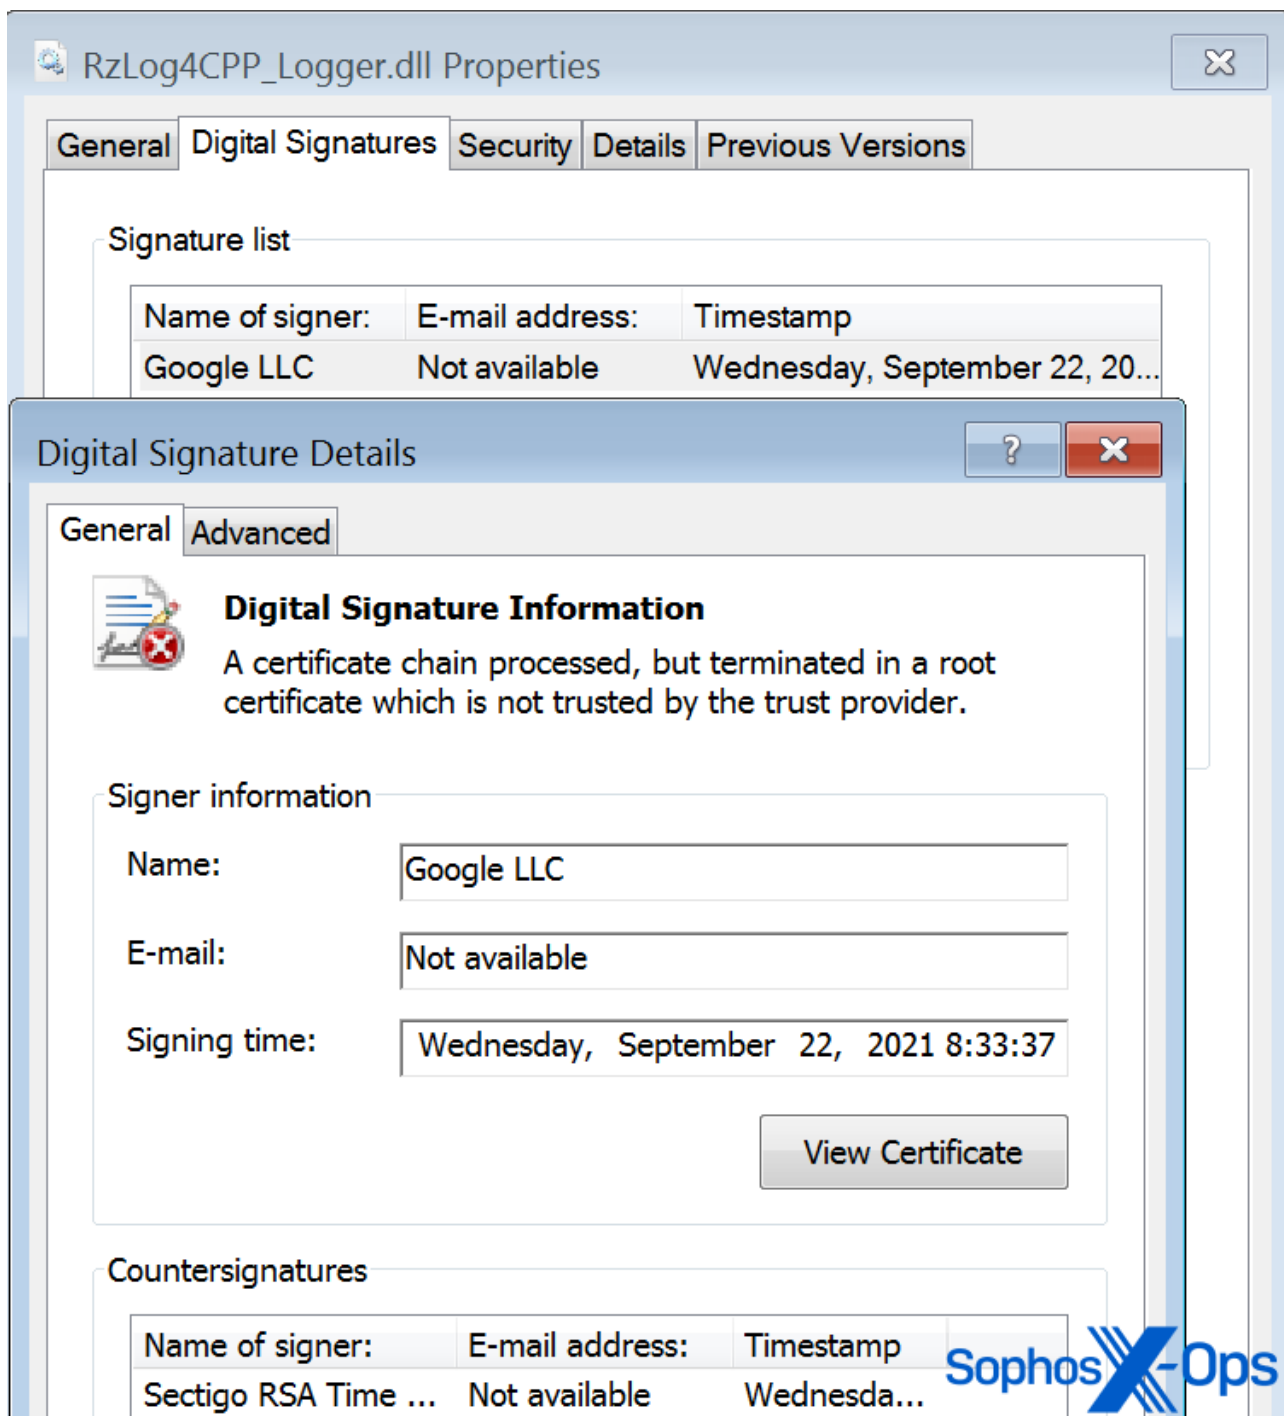 RzLog4CPP_Logger.dll Properties
General Digital Signatures Security Details Previous Versions
Signature list
Name of signer: E-mail address: Timestamp
Google LLC Not available Wednesday, September 22, 20...
Digital Signature Details
General Advanced
Digital Signature Information
A certificate chain processed, but terminated in a root
certificate which is not trusted by the trust provider.
Signer information
Name: Google LLC
E-mail: Not available
Signing time: Wednesday, September 22, 2021 8:33:37
View Certificate
Countersignatures
Name of signer: E-mail address: Timestamp
Sectigo RSA Time ... Not available Wednesda...
Sophos X-Ops